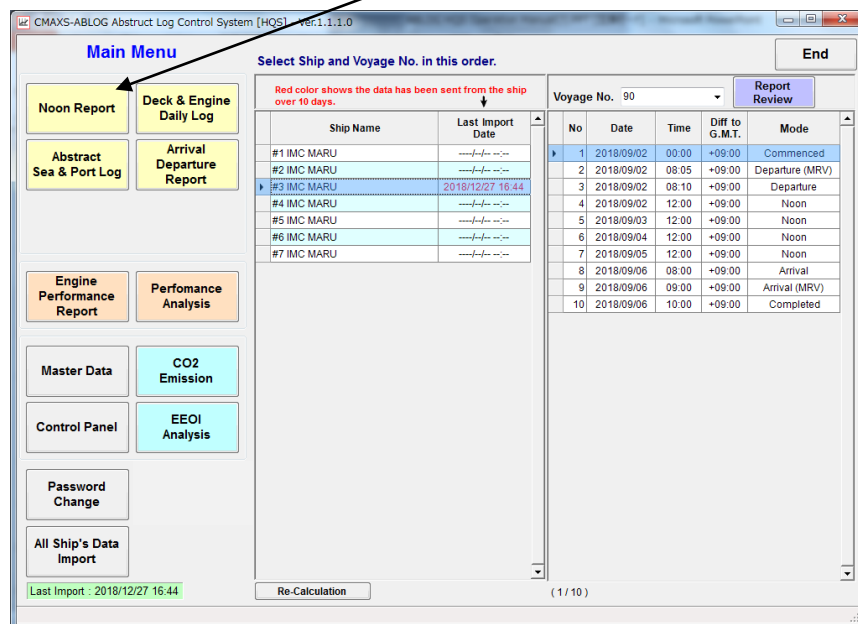 CMAXS-ABLOG Abstruct Log Control System [HQS] - Ver.1.1.1.0
Main Menu
Select Ship and Voyage No. in this order.
End
Noon Report
Deck & Engine
Daily Log
Abstract
Sea & Port Log
Arrival
Departure
Report
Engine
Performance
Report
Perfomance
Analysis
Master Data
CO2
Emission
Control Panel
EEOI
Analysis
Password
Change
All Ship's Data
Import
Last Import : 2018/12/27 16:44
Red color shows the data has been sent from the ship
over 10 days.
Ship Name Last Import Date
#1 IMC MARU ----/--/-- --:--
#2 IMC MARU ----/--/-- --:--
#3 IMC MARU 2018/12/27 16:44
#4 IMC MARU ----/--/-- --:--
#5 IMC MARU ----/--/-- --:--
#6 IMC MARU ----/--/-- --:--
#7 IMC MARU ----/--/-- --:--
Re-Calculation
Voyage No. 90
Report
Review
No Date Time Diff to G.M.T. Mode
1 2018/09/02 00:00 +09:00 Commenced
2 2018/09/02 08:05 +09:00 Departure (MRV)
3 2018/09/02 08:10 +09:00 Departure
4 2018/09/02 12:00 +09:00 Noon
5 2018/09/03 12:00 +09:00 Noon
6 2018/09/04 12:00 +09:00 Noon
7 2018/09/05 12:00 +09:00 Noon
8 2018/09/06 08:00 +09:00 Arrival
9 2018/09/06 09:00 +09:00 Arrival (MRV)
10 2018/09/06 10:00 +09:00 Completed
( 1 / 10 )